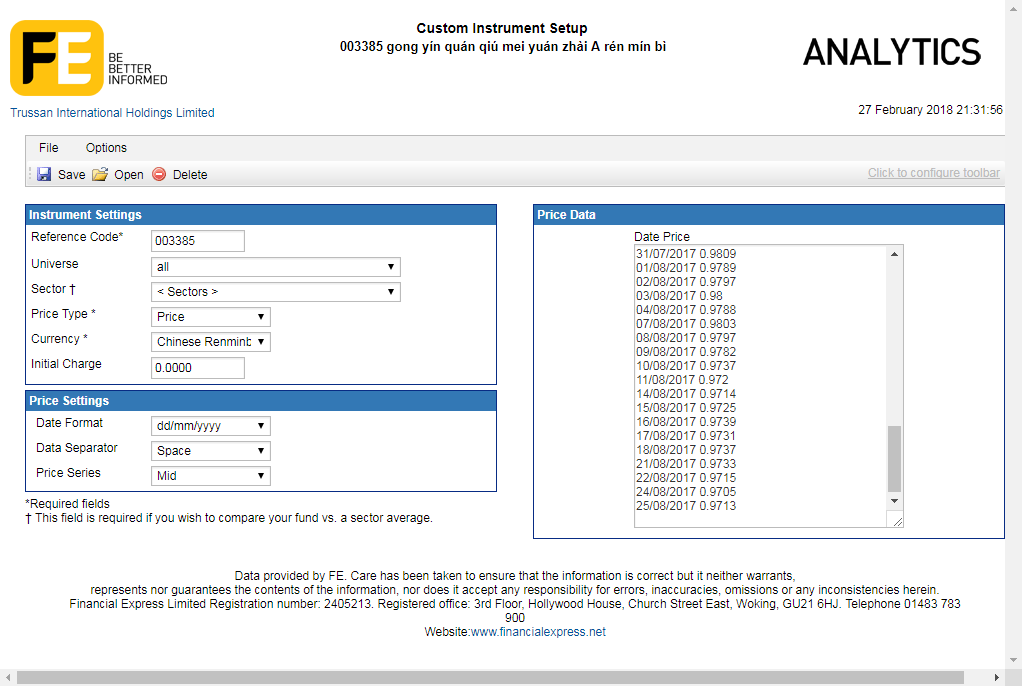 FE
BE
BETTER
INFORMED
Custom Instrument Setup
003385 gong yín quán qiú mei yuán zhài A rén mín bì
ANALYTICS
Trussan International Holdings Limited
27 February 2018 21:31:56
File Options
Save Open Delete
Click to configure toolbar
Instrument Settings
Reference Code* 003385
Universe all
Sector † < Sectors >
Price Type * Price
Currency * Chinese Renminb
Initial Charge 0.0000
Price Settings
Date Format dd/mm/yyyy
Data Separator Space
Price Series Mid
*Required fields
† This field is required if you wish to compare your fund vs. a sector average.
Price Data
Date Price
31/07/2017 0.9809
01/08/2017 0.9789
02/08/2017 0.9797
03/08/2017 0.98
04/08/2017 0.9788
07/08/2017 0.9803
08/08/2017 0.9797
09/08/2017 0.9782
10/08/2017 0.9737
11/08/2017 0.972
14/08/2017 0.9714
15/08/2017 0.9725
16/08/2017 0.9739
17/08/2017 0.9731
18/08/2017 0.9737
21/08/2017 0.9733
22/08/2017 0.9715
24/08/2017 0.9705
25/08/2017 0.9713
Data provided by FE. Care has been taken to ensure that the information is correct but it neither warrants,
represents nor guarantees the contents of the information, nor does it accept any responsibility for errors, inaccuracies, omissions or any inconsistencies herein.
Financial Express Limited Registration number: 2405213. Registered office: 3rd Floor, Hollywood House, Church Street East, Woking, GU21 6HJ. Telephone 01483 783
900
Website:www.financialexpress.net